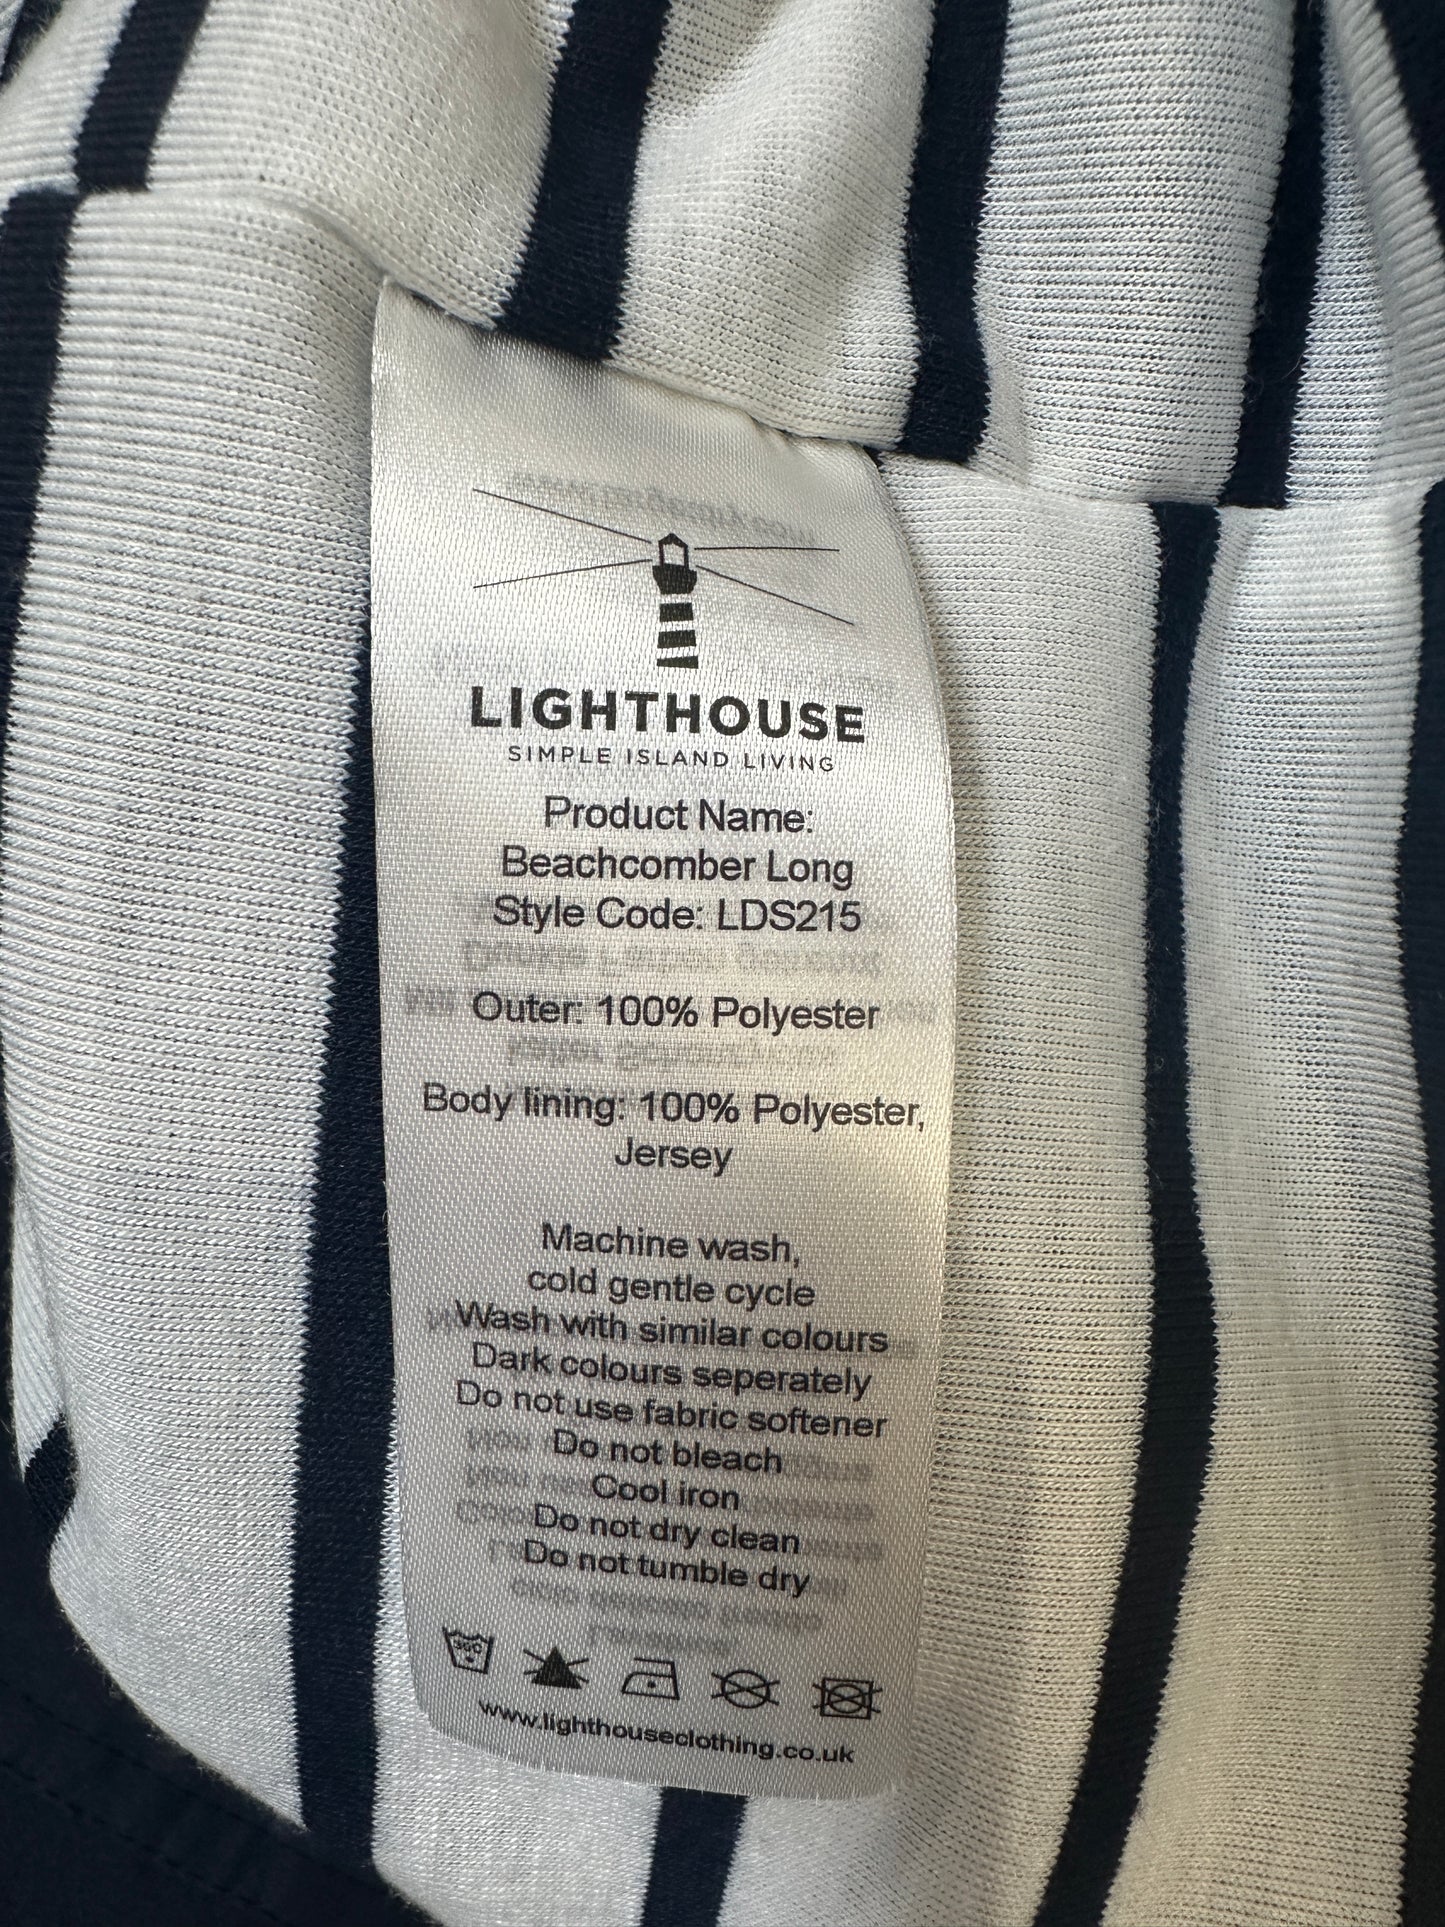 LIGHTHOUSE
SIMPLE ISLAND LIVING
Product Name:
Beachcomber Long
Style Code: LDS215
Outer: 100% Polyester
Body lining: 100% Polyester,
Jersey
Machine wash,
cold gentle cycle
Wash with similar colours
Dark colours seperately
Do not use fabric softener
Do not bleach
Cool iron
Do not dry clean
Do not tumble dry
www.lighthouseclothing.co.uk